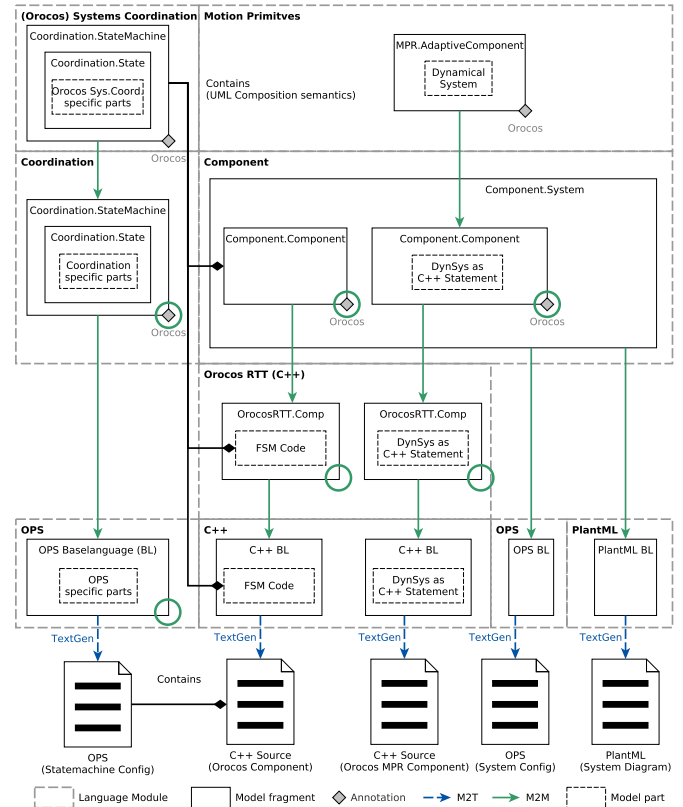 (Orocos) Systems Coordination
Motion Primitves
Coordination.StateMachine
Coordination.State
Orocos Sys.Coord.
specific parts
Orocos
Contains
(UML Composition semantics)
MPR.AdaptiveComponent
Dynamical
System
Orocos
Coordination
Component
Component.System
Coordination.StateMachine
Coordination.State
Coordination
specific parts
Orocos
Component.Component
Orocos
Component.Component
DynSys as
C++ Statement
Orocos
Orocos RTT (C++)
OrocosRTT.Comp
FSM Code
OrocosRTT.Comp
DynSys as
C++ Statement
OPS
C++
OPS
PlantML
OPS Baselanguage (BL)
OPS
specific parts
C++ BL
FSM Code
C++ BL
DynSys as
C++ Statement
OPS BL
PlantML BL
TextGen
TextGen
TextGen
TextGen
TextGen
Contains
OPS
(Statemachine Config)
C++ Source
(Orocos Component)
C++ Source
(Orocos MPR Component)
OPS
(System Config)
PlantML
(System Diagram)
Language Module
Model fragment
Annotation
M2T
M2M
Model part